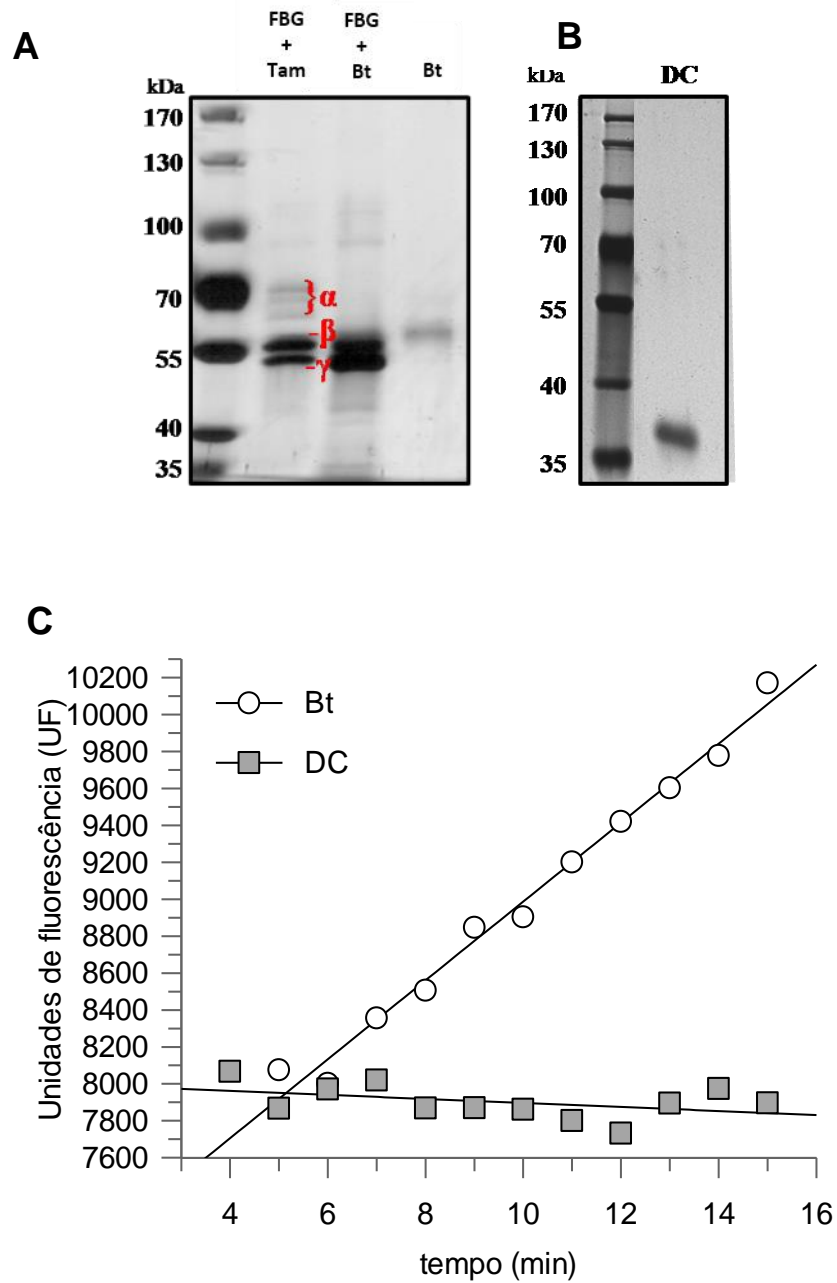 A
FBG FBG
+ +
Tam Bt Bt
kDa
170
130
100
70
55
40
35
}α
-β
-γ
B
kDa DC
170
130
100
70
55
40
35
C
Bt
DC
Unidades de fluorescência (UF)
10200
10000
9800
9600
9400
9200
9000
8800
8600
8400
8200
8000
7800
7600
4 6 8 10 12 14 16
tempo (min)